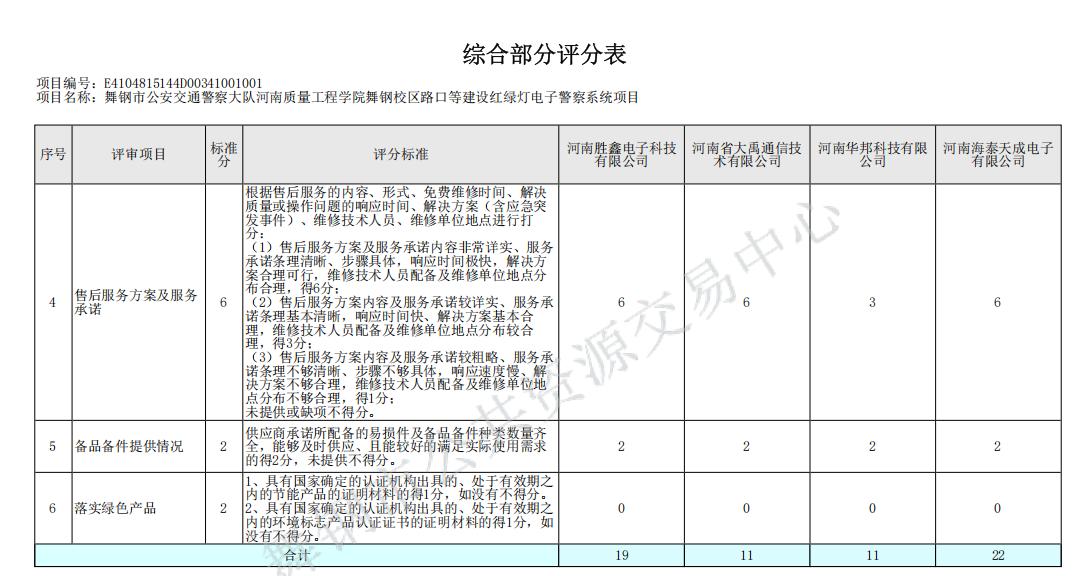 综合部分评分表
项目编号：E4104815144D00341001001
项目名称：舞钢市公安交通警察大队河南质量工程学院舞钢校区路口等建设红绿灯电子警察系统项目
序号
评审项目
标准
分
评分标准
河南胜鑫电子科技
有限公司
河南省大禹通信技
术有限公司
河南华邦科技有限
公司
河南海泰天成电子
有限公司
4
售后服务方案及服务
承诺
6
根据售后服务的内容、形式、免费维修时间、解决
质量或操作问题的响应时间、解决方案（含应急突
发事件）、维修技术人员、维修单位地点进行打
分：
（1）售后服务方案及服务承诺内容非常详实、服务
承诺条理清晰、步骤具体，响应时间极快，解决方
案合理可行，维修技术人员配备及维修单位地点分
布合理，得6分；
（2）售后服务方案内容及服务承诺较详实、服务承
诺条理基本清晰，响应时间快、解决方案基本合
理，维修技术人员配备及维修单位地点分布较合
理，得3分；
（3）售后服务方案内容及服务承诺较粗略、服务承
诺条理不够清晰、步骤不够具体，响应速度慢、解
决方案不够合理，维修技术人员配备及维修单位地
点分布不够合理，得1分；
未提供或缺项不得分。
6
6
3
6
5
备品备件提供情况
2
供应商承诺所配备的易损件及备品备件种类数量齐
全，能够及时供应、且能较好的满足实际使用需求
的得2分，未提供不得分。
2
2
2
2
6
落实绿色产品
2
1、具有国家确定的认证机构出具的、处于有效期之
内的节能产品的证明材料的得1分，如没有不得分。
2、具有国家确定的认证机构出具的、处于有效期之
内的环境标志产品认证证书的证明材料的得1分，如
没有不得分。
0
0
0
0
合计
19
11
11
22
舞钢市公共资源交易中心